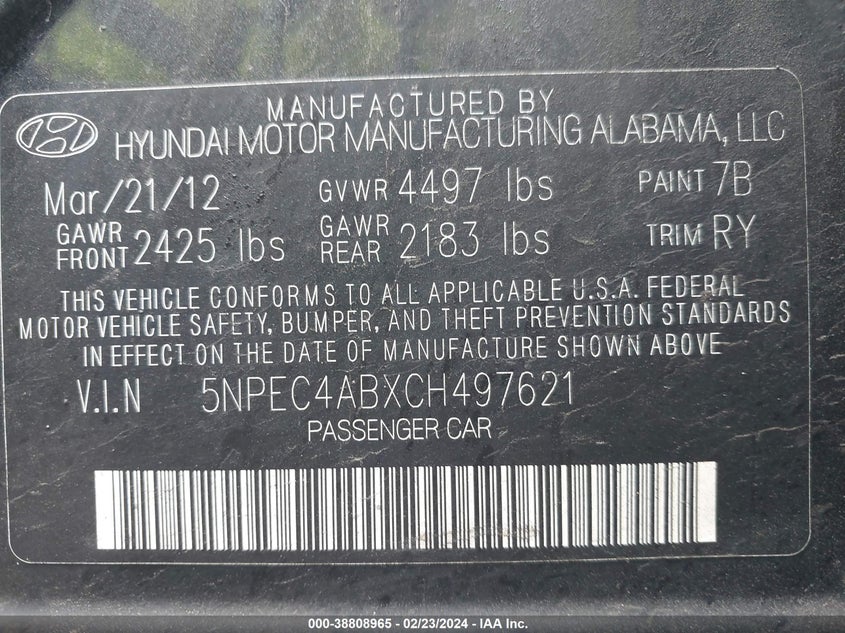 MANUFACTURED BY
HYUNDAI MOTOR MANUFACTURING ALABAMA, LLC
Mar/21/12 GVWR 4497 lbs PAINT 7B
GAWR FRONT 2425 lbs GAWR REAR 2183 lbs TRIM RY
THIS VEHICLE CONFORMS TO ALL APPLICABLE U.S.A. FEDERAL
MOTOR VEHICLE SAFETY, BUMPER, AND THEFT PREVENTION STANDARDS
IN EFFECT ON THE DATE OF MANUFACTURE SHOWN ABOVE
V.I.N 5NPEC4ABXCH497621
PASSENGER CAR
000-38808965 - 02/23/2024 - IAA Inc.